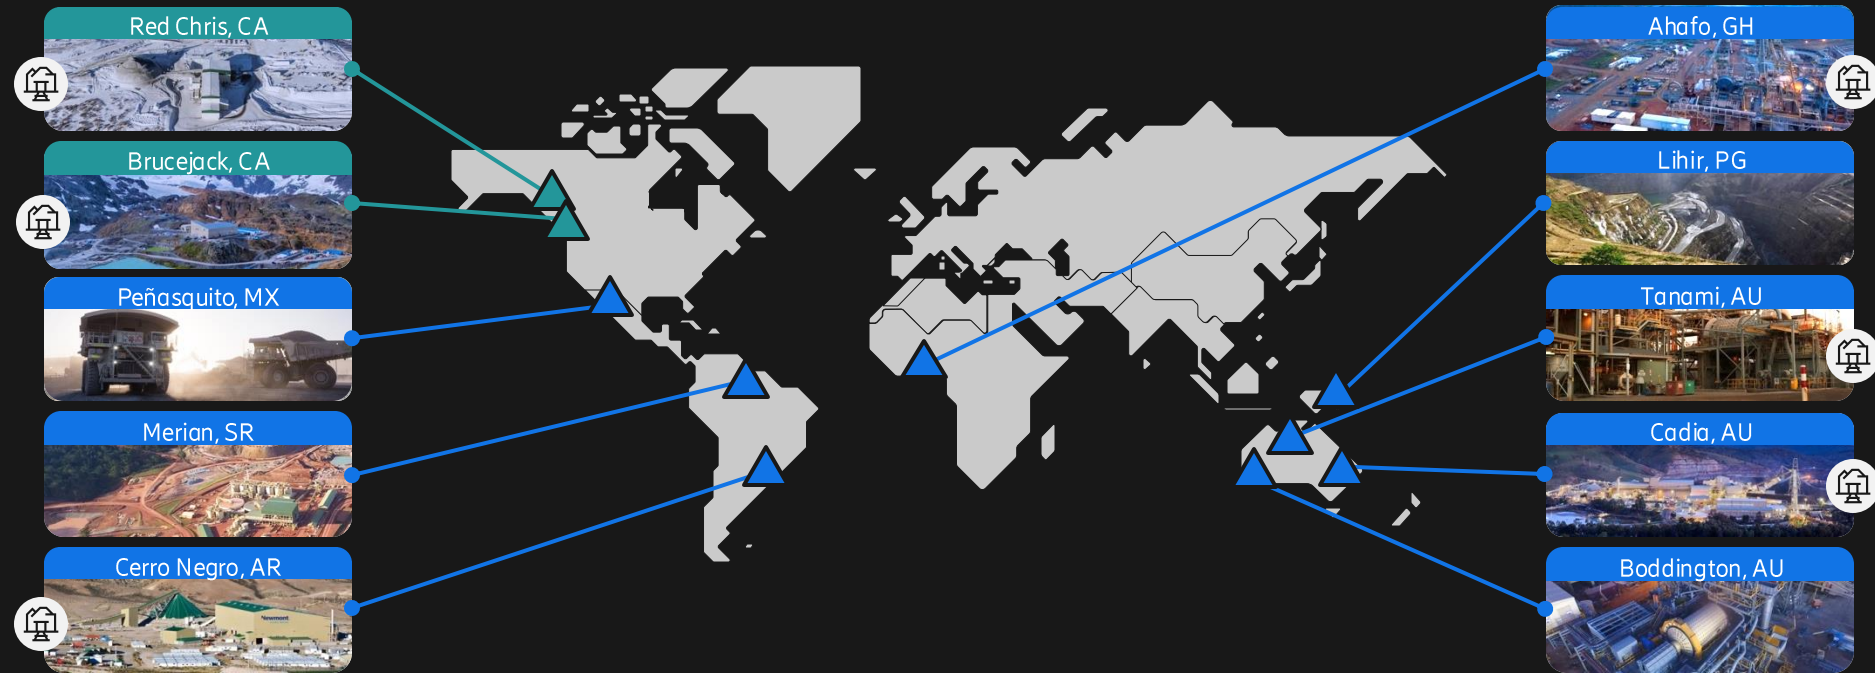 Red Chris, CA
Brucejack, CA
Peñasquito, MX
Merian, SR
Cerro Negro, AR
Newmont
Ahafo, GH
Lihir, PG
Tanami, AU
Cadia, AU
Boddington, AU